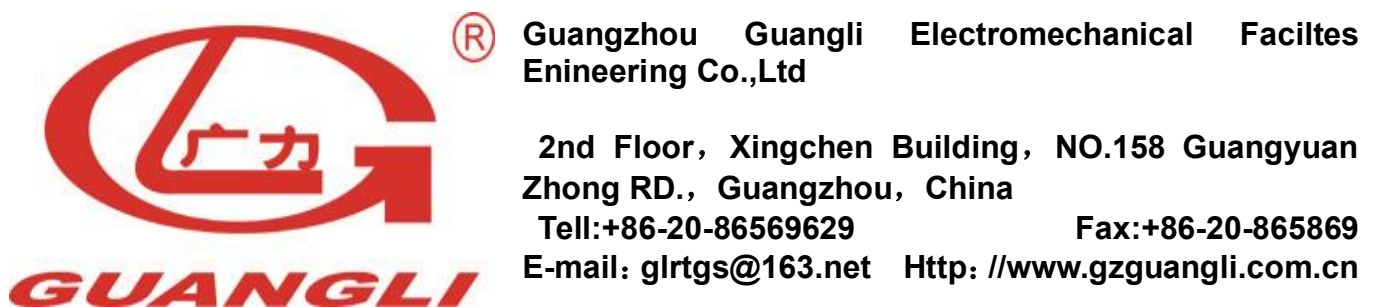 广力
®
GUANGLI
Guangzhou Guangli Electromechanical Faciltes
Enineering Co.,Ltd
2nd Floor，Xingchen Building，NO.158 Guangyuan
Zhong RD.，Guangzhou，China
Tell:+86-20-86569629 Fax:+86-20-865869
E-mail：glrtgs@163.net Http：//www.gzguangli.com.cn